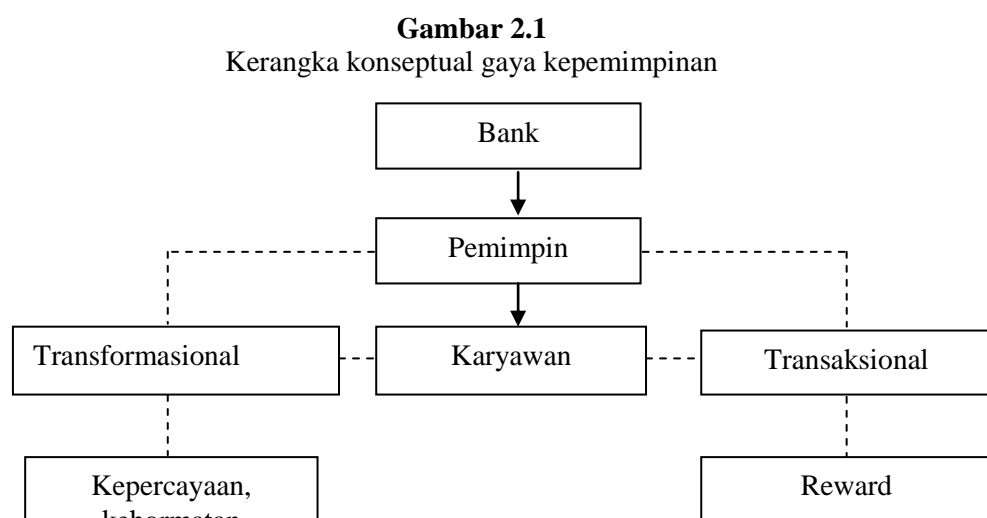 Gambar 2.1
Kerangka konseptual gaya kepemimpinan
Bank
Pemimpin
Transformasional
Karyawan
Transaksional
Kepercayaan,
Reward